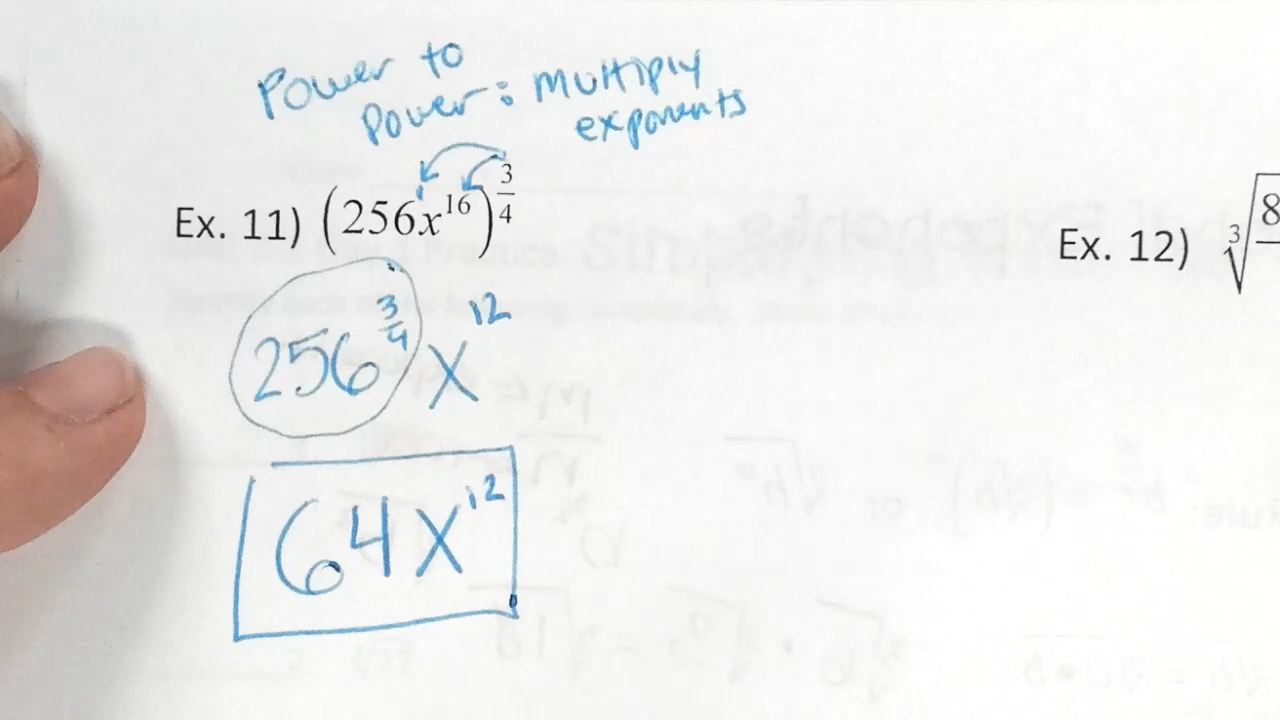 Power to
Power: Multiply
exponents
Ex. 11) (256x^16)^3/4
Ex. 12) ∛8
256^3/4 x^12
64x^12